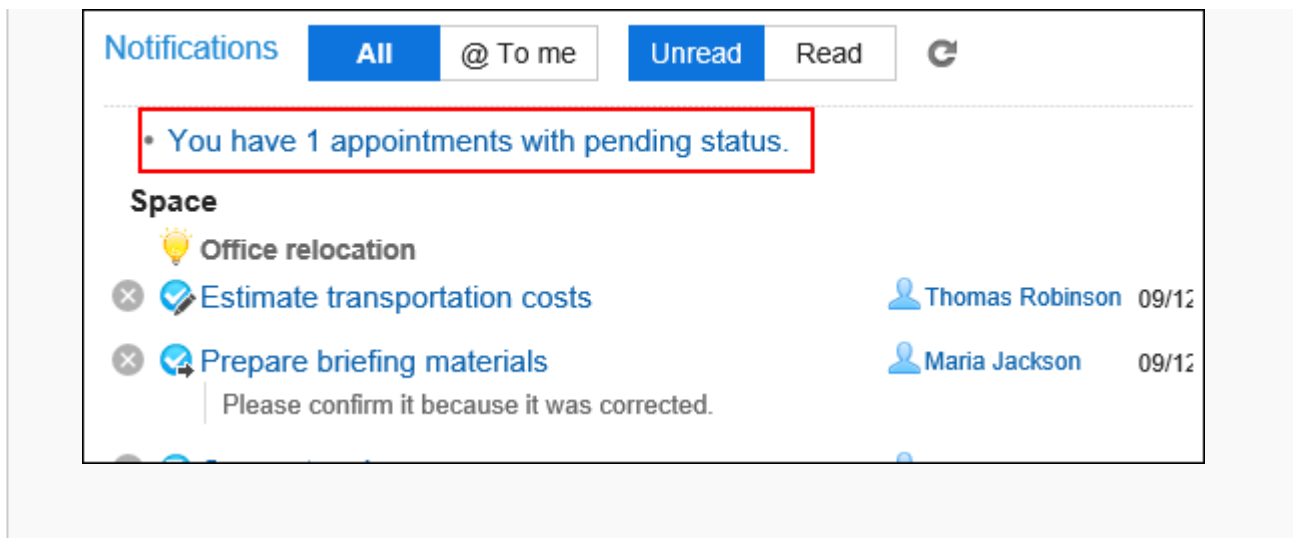 Notifications All @ To me Unread Read
• You have 1 appointments with pending status.
Space
Office relocation
Estimate transportation costs Thomas Robinson 09/12
Prepare briefing materials Maria Jackson 09/12
Please confirm it because it was corrected.